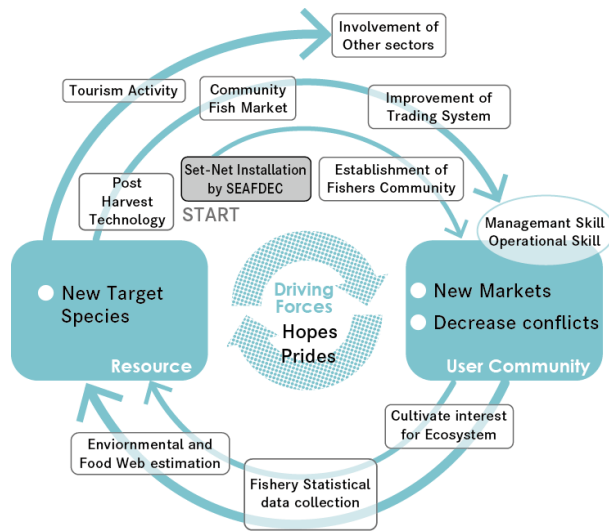 Involvement of
Other sectors
Tourism Activity
Community
Fish Market
Improvement of
Trading System
Set-Net Installation
by SEAFDEC
START
Establishment of
Fishers Community
Post
Harvest
Technology
Managemant Skill
Operational Skill
New Target
Species
Resource
Driving
Forces
Hopes
Prides
New Markets
Decrease conflicts
User Community
Cultivate interest
for Ecosystem
Enviornmental and
Food Web estimation
Fishery Statistical
data collection